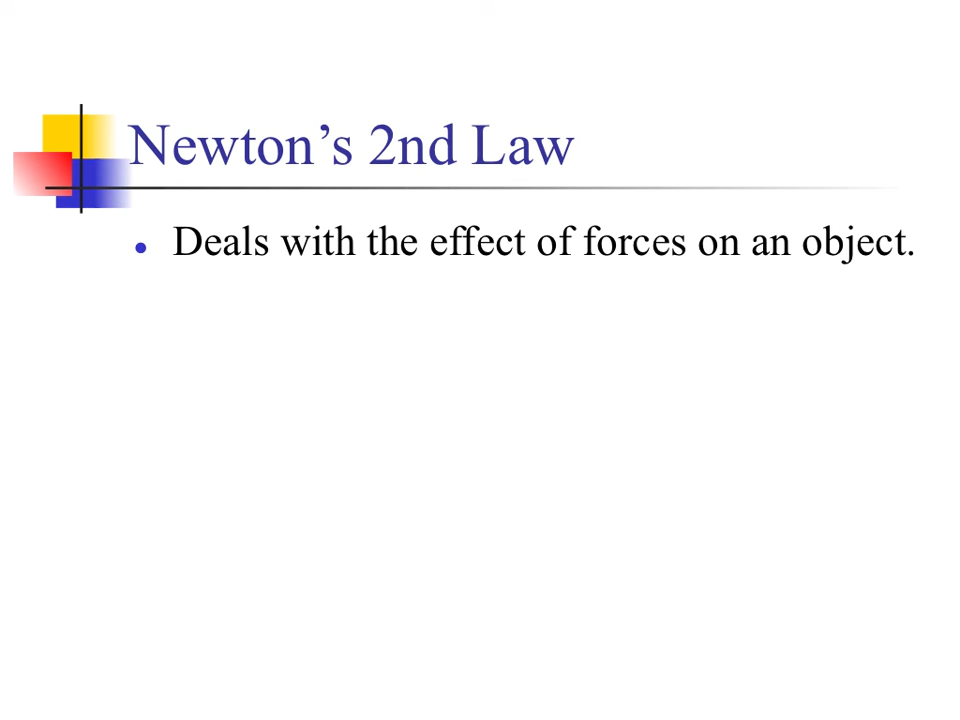 Newton’s 2nd Law
Deals with the effect of forces on an object.